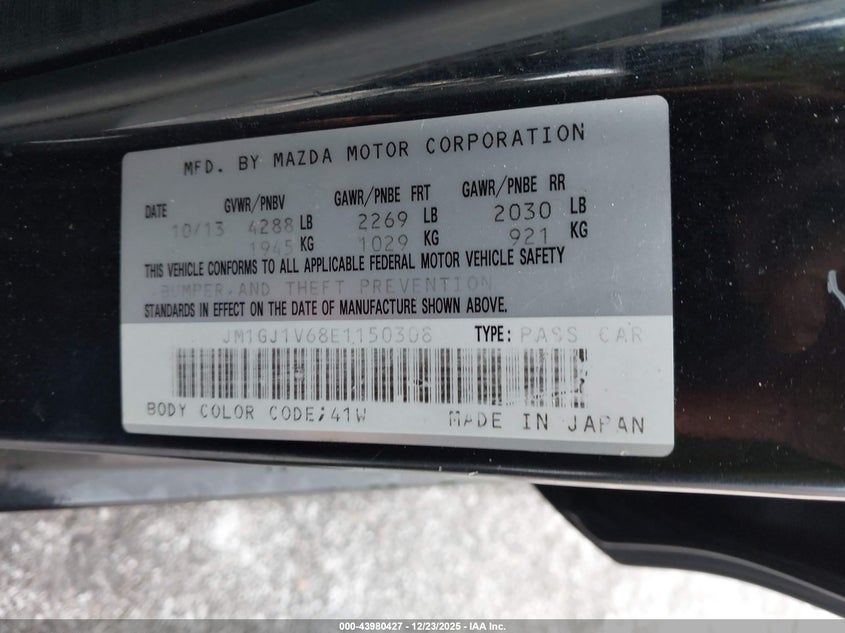 MFD. BY MAZDA MOTOR CORPORATION
DATE GVWR/PNBV GAWR/PNBE FRT GAWR/PNBE RR
10/13 4288 LB 2269 LB 2030 LB
1945 KG 1029 KG 921 KG
THIS VEHICLE CONFORMS TO ALL APPLICABLE FEDERAL MOTOR VEHICLE SAFETY
,BUMPER,AND THEFT PREVENTION
STANDARDS IN EFFECT ON THE DATE OF MANUFACTURE SHOWN ABOVE.
JM1GJ1V68E1150308 TYPE: PASS CAR
BODY COLOR CODE;41W MADE IN JAPAN
000-43980427 - 12/23/2025 - IAA Inc.